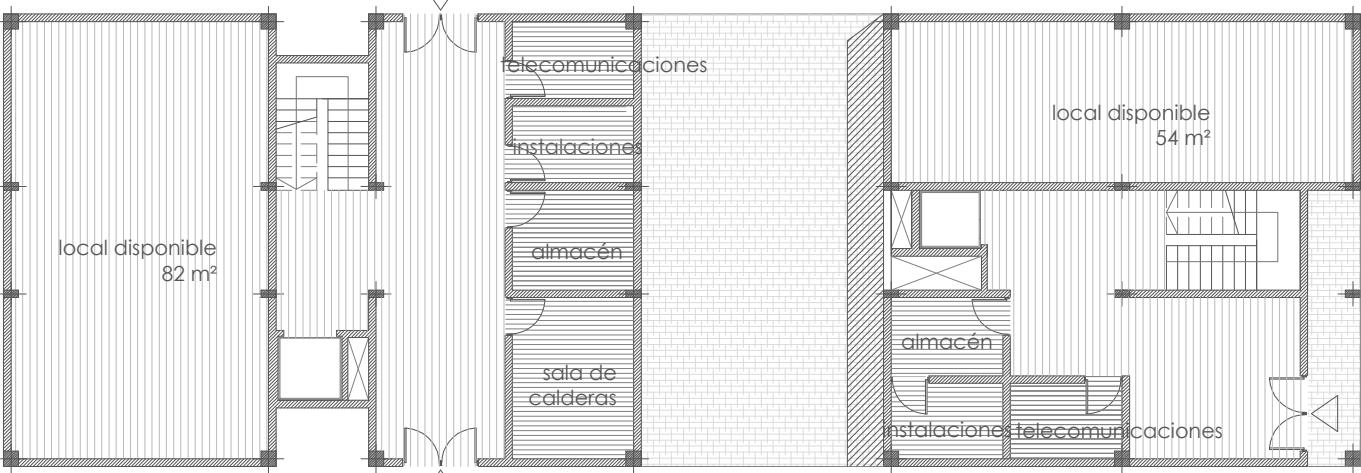 telecomunicaciones
instalaciones
local disponible
82 m²
almacén
sala de
calderas
local disponible
54 m²
almacén
instalaciones
telecomunicaciones